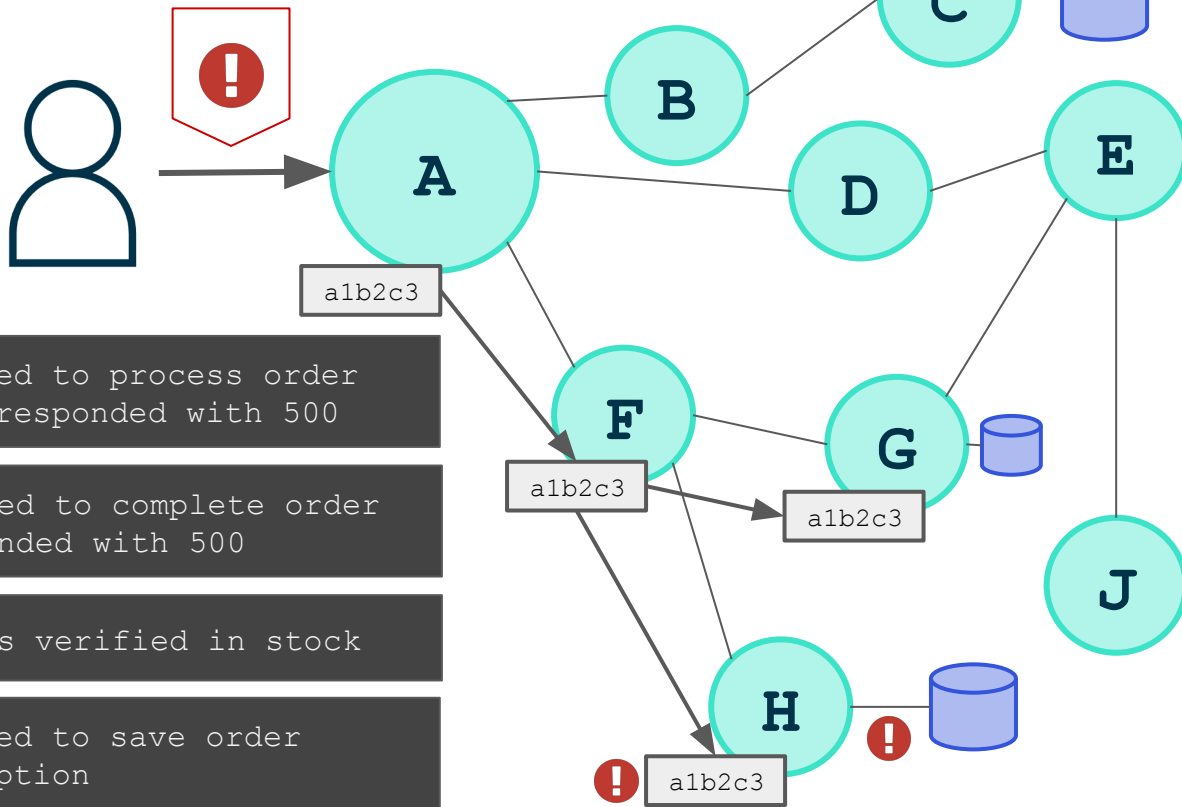 C
!
B
E
A
D
a1b2c3
ed to process order
responded with 500
F
G
a1b2c3
a1b2c3
ed to complete order
nded with 500
J
s verified in stock
H
!
ed to save order
ption
!
a1b2c3